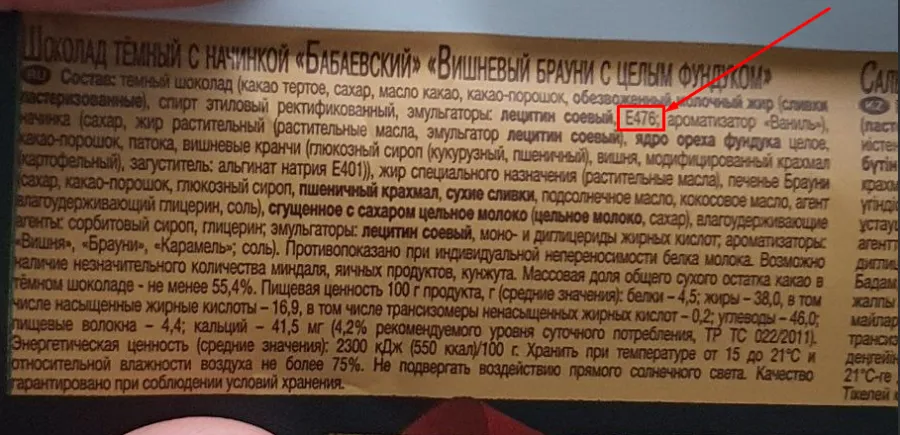 Шоколад тёмный с начинкой «Бабаевский» «Вишневый брауни с целым фундуком»
RU Состав: темный шоколад (какао тертое, сахар, масло какао, какао-порошок, обезвоженный молочный жир (сливки
пастеризованные), спирт этиловый ректификованный, эмульгаторы: лецитин соевый, E476; ароматизатор «Ваниль»),
начинка (сахар, жир растительный (растительные масла, эмульгатор лецитин соевый), ядро ореха фундука целое,
какао-порошок, патока, вишневые кранчи (глюкозный сироп (кукурузный, пшеничный), вишня, модифицированный крахмал
(картофельный), загуститель: альгинат натрия E401)), жир специального назначения (растительные масла), печенье Брауни
(сахар, какао-порошок, глюкозный сироп, пшеничный крахмал, сухие сливки, подсолнечное масло, кокосовое масло, агент
влагоудерживающий глицерин, соль), сгущенное с сахаром цельное молоко (цельное молоко, сахар), влагоудерживающие
агенты: сорбитовый сироп, глицерин; эмульгаторы: лецитин соевый, моно- и диглицериды жирных кислот; ароматизаторы:
«Вишня», «Брауни», «Карамель»; соль). Противопоказано при индивидуальной непереносимости белка молока. Возможно
наличие незначительного количества миндаля, яичных продуктов, кунжута. Массовая доля общего сухого остатка какао в
тёмном шоколаде - не менее 55,4%. Пищевая ценность 100 г продукта, г (средние значения): белки – 4,5; жиры – 38,0, в том
числе насыщенные жирные кислоты – 16,9, в том числе трансизомеры ненасыщенных жирных кислот – 0,2; углеводы – 46,0;
пищевые волокна – 4,4; кальций – 41,5 мг (4,2% рекомендуемого уровня суточного потребления, ТР ТС 022/2011).
Энергетическая ценность (средние значения): 2300 кДж (550 ккал)/100 г. Хранить при температуре от 15 до 21°С и
относительной влажности воздуха не более 75%. Не подвергать воздействию прямого солнечного света. Качество
гарантировано при соблюдении условий хранения.
KZ
21°C-ге